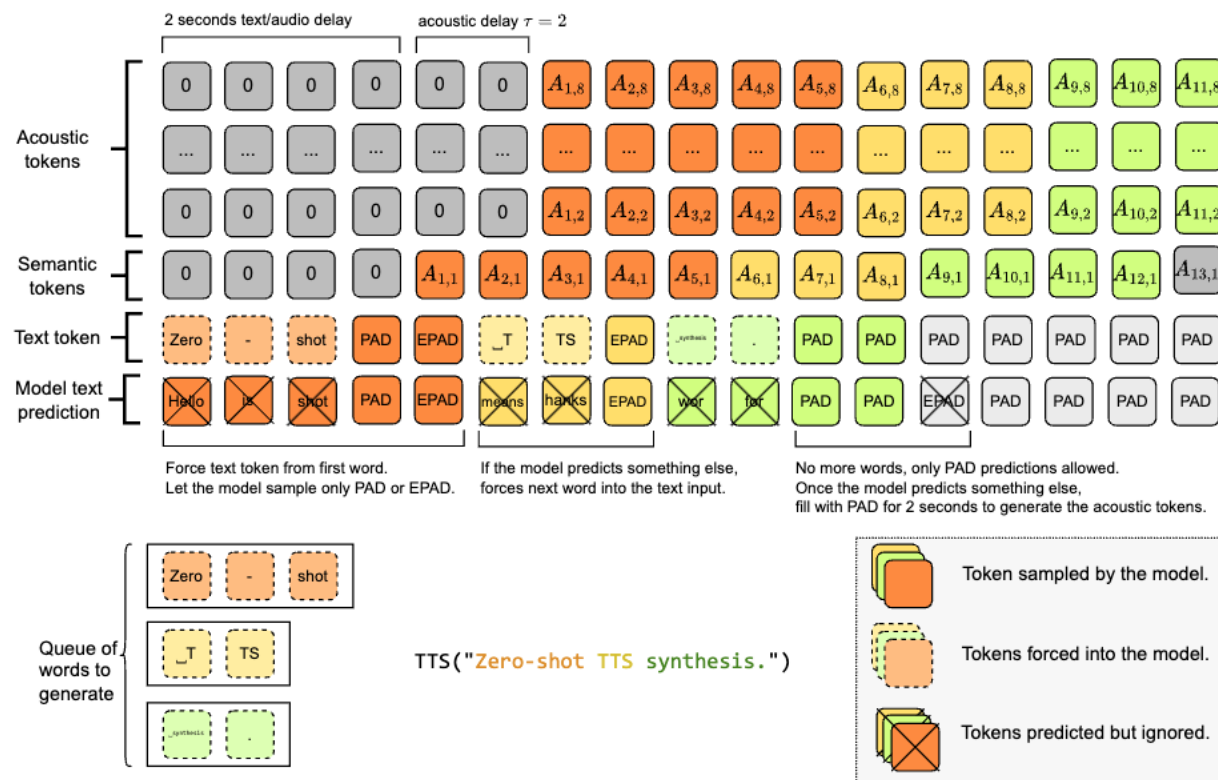 2 seconds text/audio delay acoustic delay τ = 2
0 0 0 0 0 0 A1,8 A2,8 A3,8 A4,8 A5,8 A6,8 A7,8 A8,8 A9,8 A10,8 A11,8
Acoustic
tokens
... ... ... ... ... ... ... ... ... ... ... ... ... ... ... ... ...
0 0 0 0 0 0 A1,2 A2,2 A3,2 A4,2 A5,2 A6,2 A7,2 A8,2 A9,2 A10,2 A11,2
Semantic
tokens
0 0 0 0 A1,1 A2,1 A3,1 A4,1 A5,1 A6,1 A7,1 A8,1 A9,1 A10,1 A11,1 A12,1 A13,1
Text token Zero - shot PAD EPAD ␣T TS EPAD _synthesis . PAD PAD PAD PAD PAD PAD PAD
Model text
prediction
Hello is shot PAD EPAD means hanks EPAD wor for PAD PAD EPAD PAD PAD PAD PAD
Force text token from first word.
Let the model sample only PAD or EPAD.
If the model predicts something else,
forces next word into the text input.
No more words, only PAD predictions allowed.
Once the model predicts something else,
fill with PAD for 2 seconds to generate the acoustic tokens.
Queue of
words to
generate
Zero - shot
␣T TS
_synthesis .
TTS("Zero-shot TTS synthesis.")
Token sampled by the model.
Tokens forced into the model.
Tokens predicted but ignored.